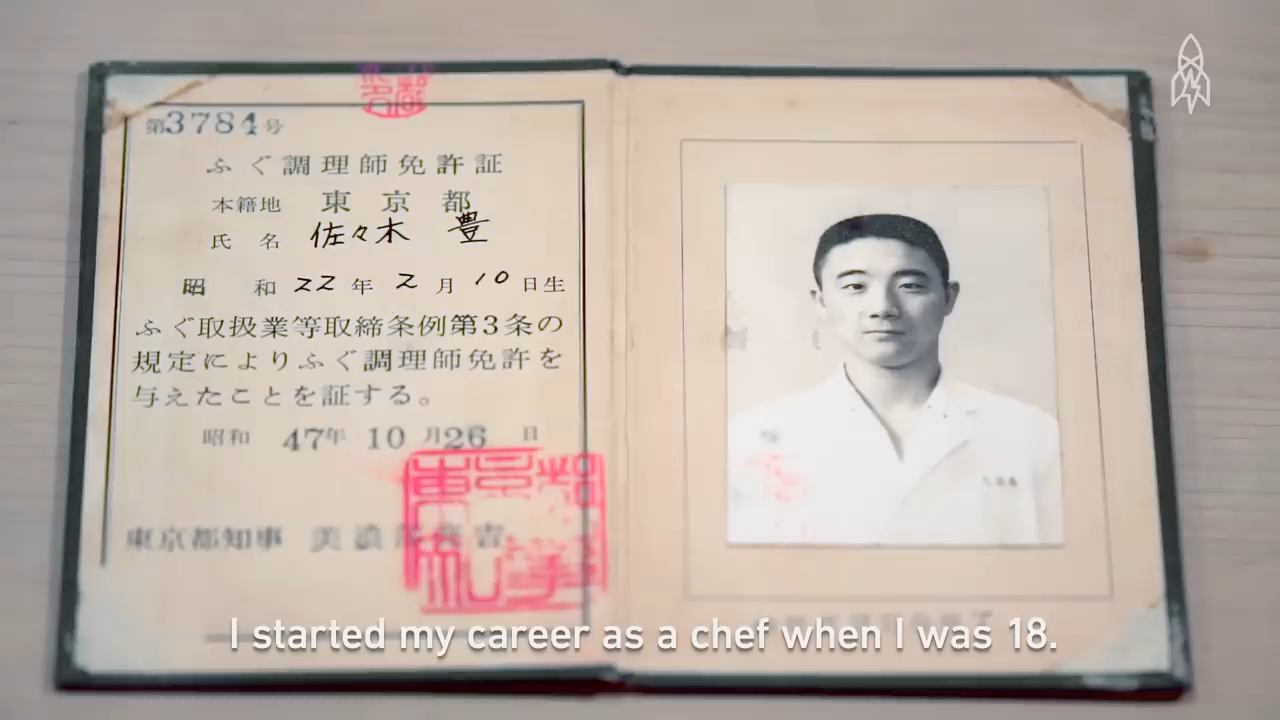 第3784号
ふぐ調理師免許証
本籍地 東京都
氏名 佐々木 豊
昭和 22年 2月 10日生
ふぐ取扱業等取締条例第3条の
規定によりふぐ調理師免許を
与えたことを証する。
昭和 47年 10月26日
東京都知事 美濃部亮吉
I started my career as a chef when I was 18.